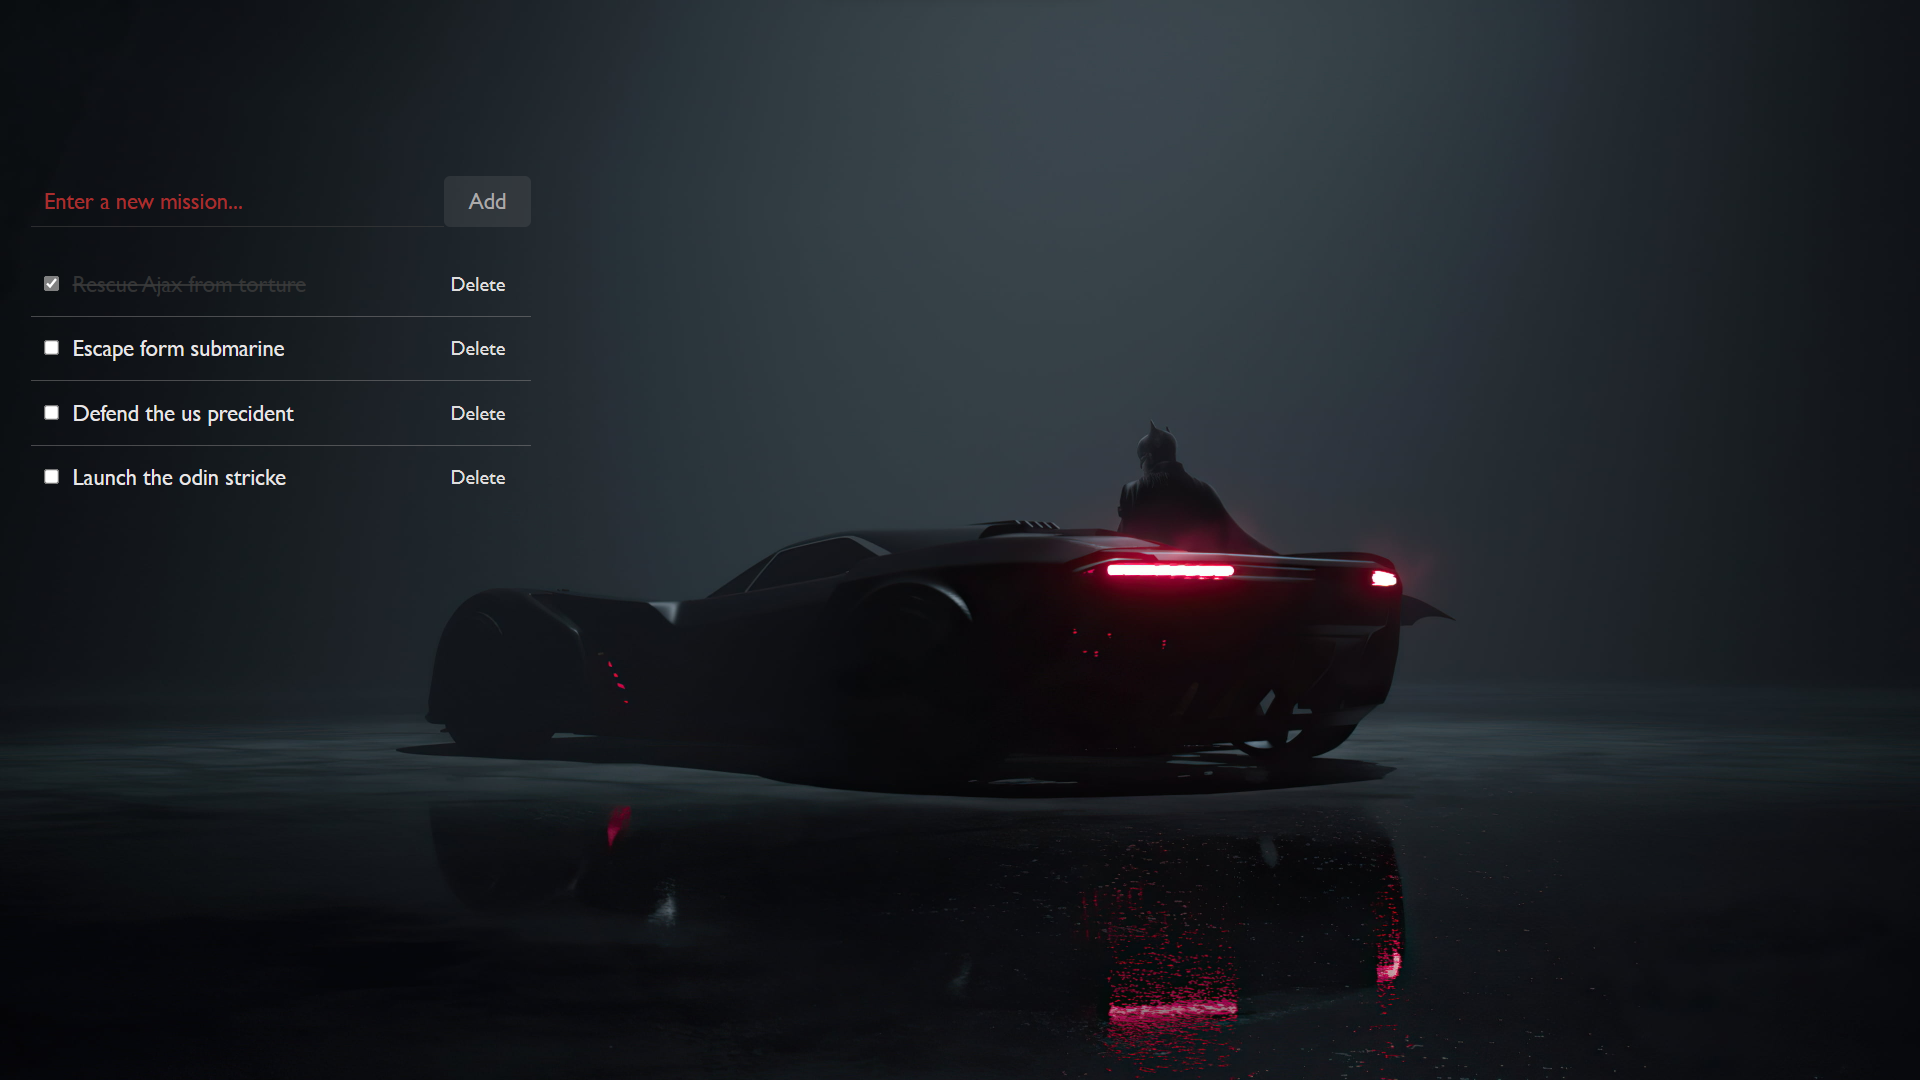 Enter a new mission...
Add
Rescue Ajax from torture
Delete
Escape form submarine
Delete
Defend the us precident
Delete
Launch the odin stricke
Delete